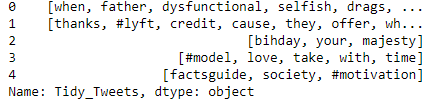 0 [when, father, dysfunctional, selfish, drags, ...
1 [thanks, #lyft, credit, cause, they, offer, wh...
2 [bihday, your, majesty]
3 [#model, love, take, with, time]
4 [factsguide, society, #motivation]
Name: Tidy_Tweets, dtype: object